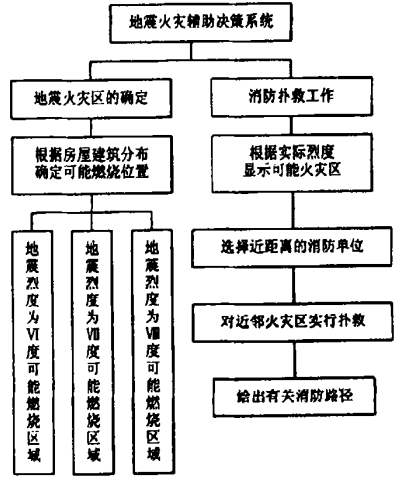 地震火灾辅助决策系统
地震火灾区的确定
消防扑救工作
根据房屋建筑分布
确定可能燃烧位置
根据实际烈度
显示可能火灾区
地震烈度为Ⅵ度可能燃烧区域
地震烈度为Ⅶ度可能燃烧区域
地震烈度为Ⅷ度可能燃烧区域
选择近距离的消防单位
对近邻火灾区实行扑救
给出有关消防路径